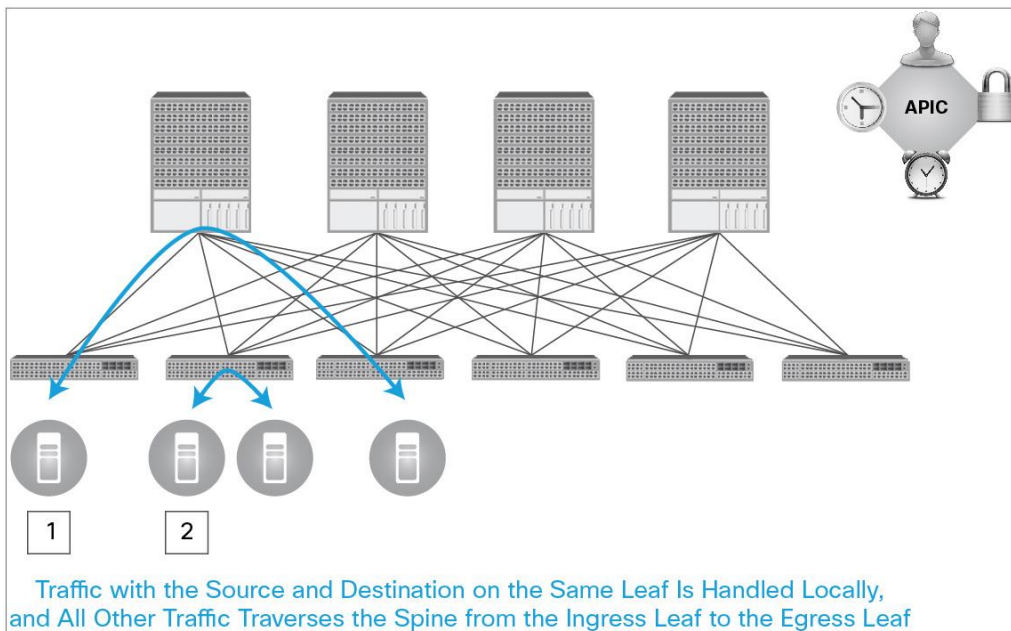 APIC
1
2
Traffic with the Source and Destination on the Same Leaf Is Handled Locally,
and All Other Traffic Traverses the Spine from the Ingress Leaf to the Egress Leaf